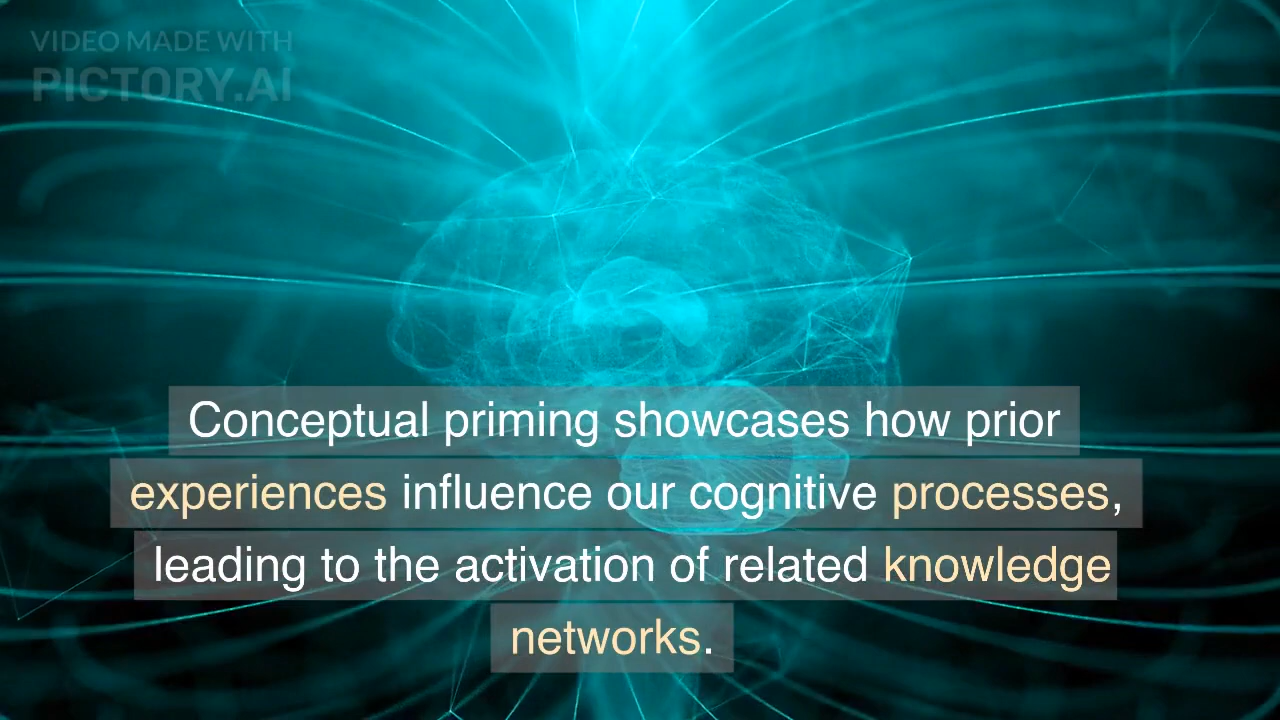 VIDEO MADE WITH
PICTORY.AI
Conceptual priming showcases how prior
experiences influence our cognitive processes,
leading to the activation of related knowledge
networks.